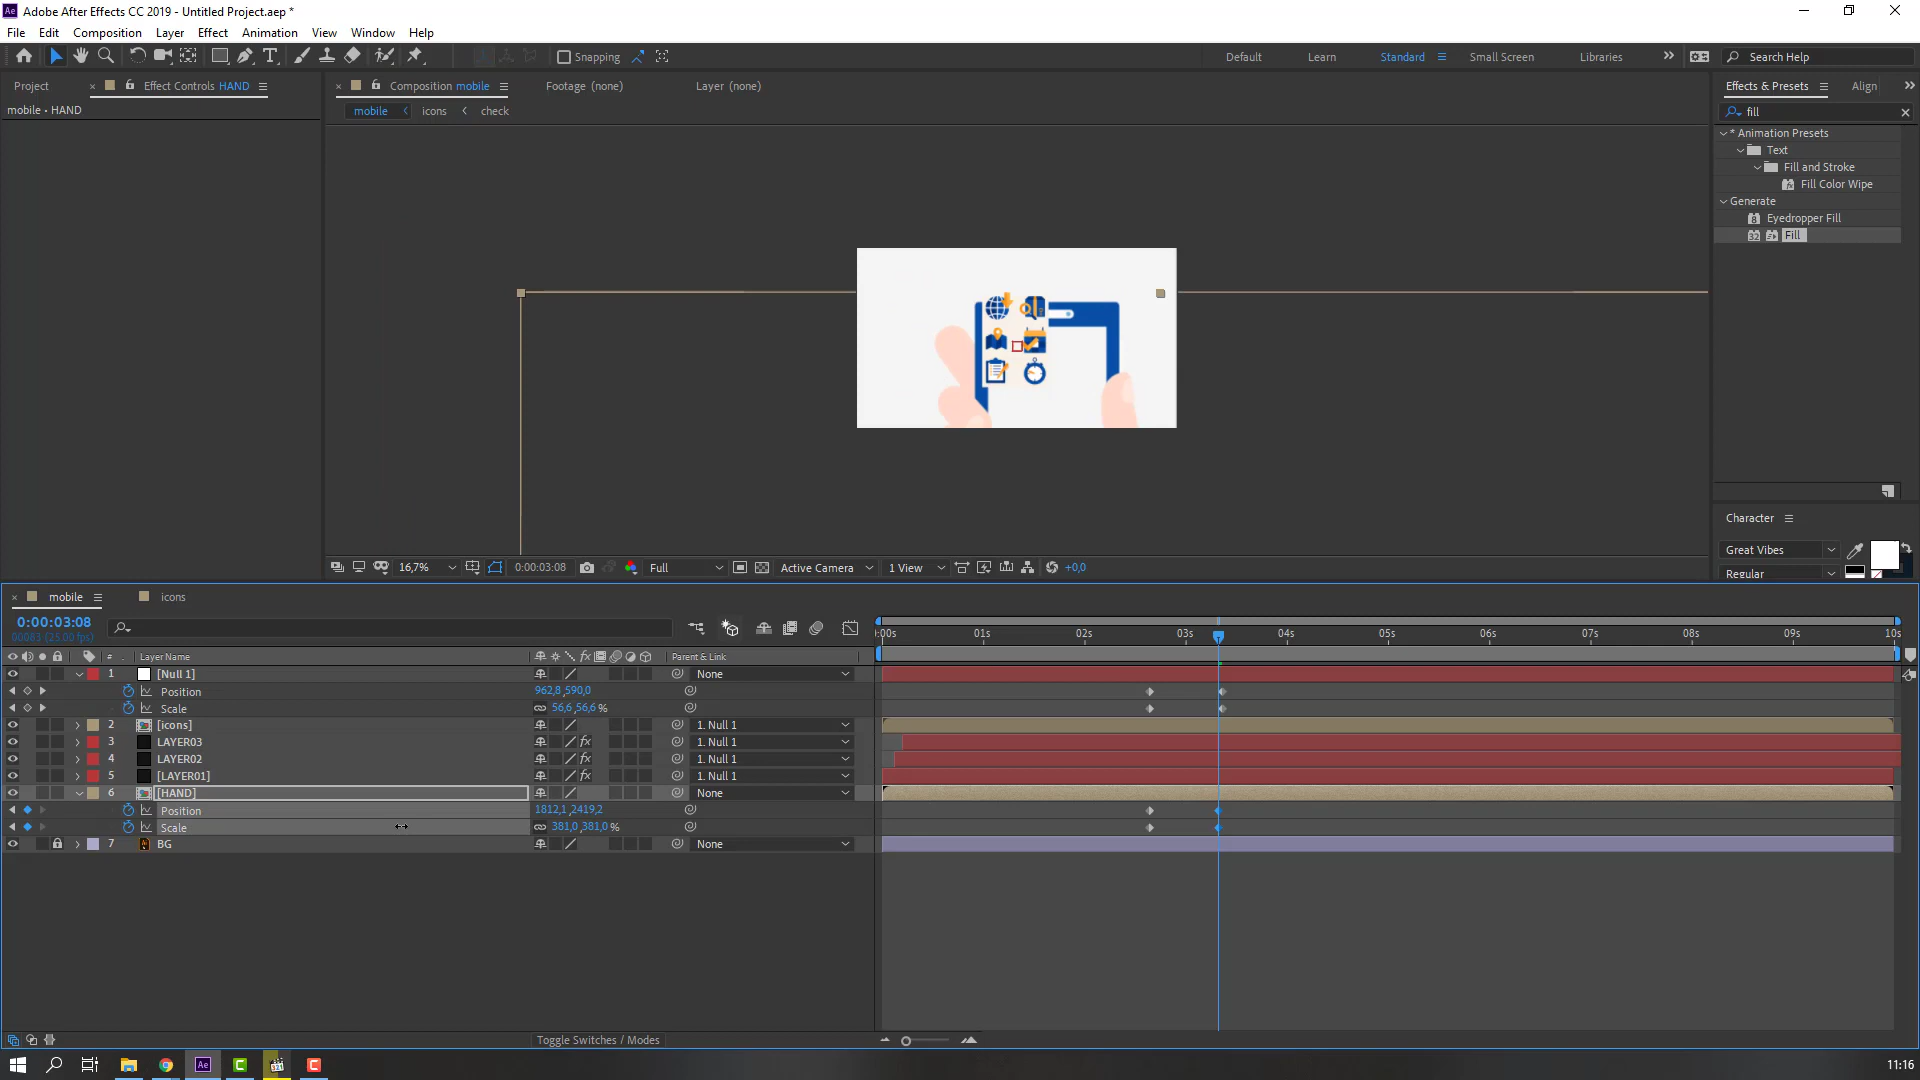 Ae Adobe After Effects CC 2019 - Untitled Project.aep *
File Edit Composition Layer Effect Animation View Window Help
Snapping Default Learn Standard Small Screen Libraries Search Help
Project Effect Controls HAND Composition mobile Footage (none) Layer (none) Effects & Presets Align
mobile • HAND
mobile icons check
fill
* Animation Presets
Text
Fill and Stroke
Fill Color Wipe
Generate
Eyedropper Fill
Fill
Character
Great Vibes
Regular
16,7% 0:00:03:08 Full Active Camera 1 View +0,0
mobile icons
0:00:03:08
00083 (25.00 fps)
:00s 01s 02s 03s 04s 05s 06s 07s 08s 09s 10s
# Layer Name Parent & Link
1 [Null 1] None
Position 962,8,590,0
Scale 56,6,56,6%
2 [icons] 1. Null 1
3 LAYER03 1. Null 1
4 LAYER02 1. Null 1
5 [LAYER01] 1. Null 1
6 [HAND] None
Position 1812,1,2419,2
Scale 381,0,381,0%
7 BG None
Toggle Switches / Modes
Ae
11:16